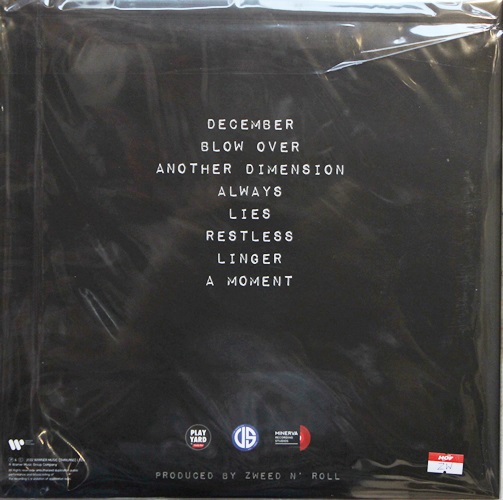 DECEMBER
BLOW OVER
ANOTHER DIMENSION
ALWAYS
LIES
RESTLESS
LINGER
A MOMENT
PLAY
YARD
MINERVA
PRODUCED BY ZWEED N' ROLL